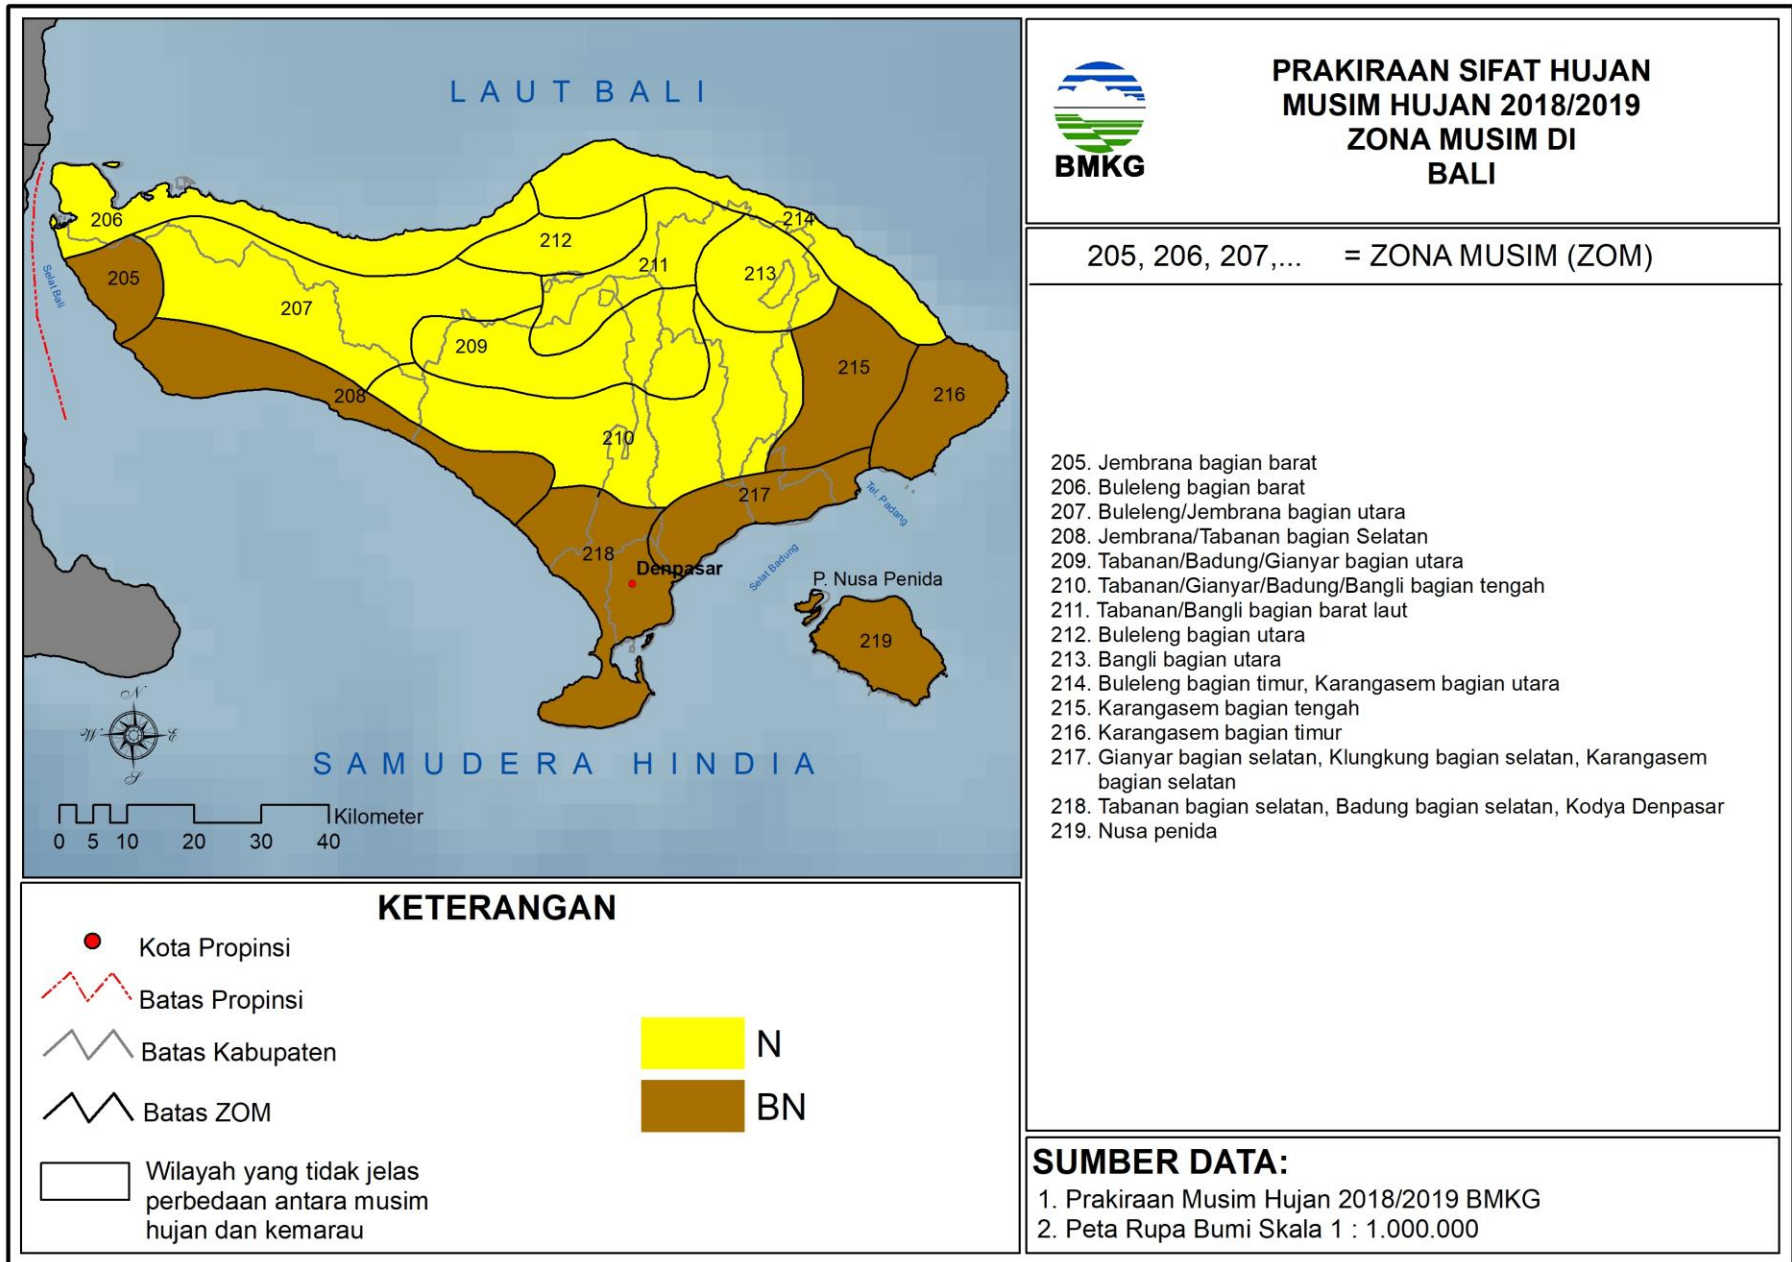 LAUT BALI
206
205
207
212
211
214
213
209
208
215
216
210
217
218
219
Selat Bali
Tel. Padang
Selat Badung
Denpasar
P. Nusa Penida
SAMUDERA HINDIA
N
W
E
S
Kilometer
0 5 10 20 30 40
PRAKIRAAN SIFAT HUJAN
MUSIM HUJAN 2018/2019
ZONA MUSIM DI
BALI
BMKG
205, 206, 207,... = ZONA MUSIM (ZOM)
205. Jembrana bagian barat
206. Buleleng bagian barat
207. Buleleng/Jembrana bagian utara
208. Jembrana/Tabanan bagian Selatan
209. Tabanan/Badung/Gianyar bagian utara
210. Tabanan/Gianyar/Badung/Bangli bagian tengah
211. Tabanan/Bangli bagian barat laut
212. Buleleng bagian utara
213. Bangli bagian utara
214. Buleleng bagian timur, Karangasem bagian utara
215. Karangasem bagian tengah
216. Karangasem bagian timur
217. Gianyar bagian selatan, Klungkung bagian selatan, Karangasem
bagian selatan
218. Tabanan bagian selatan, Badung bagian selatan, Kodya Denpasar
219. Nusa penida
KETERANGAN
Kota Propinsi
Batas Propinsi
Batas Kabupaten
Batas ZOM
Wilayah yang tidak jelas
perbedaan antara musim
hujan dan kemarau
N
BN
SUMBER DATA:
1. Prakiraan Musim Hujan 2018/2019 BMKG
2. Peta Rupa Bumi Skala 1 : 1.000.000